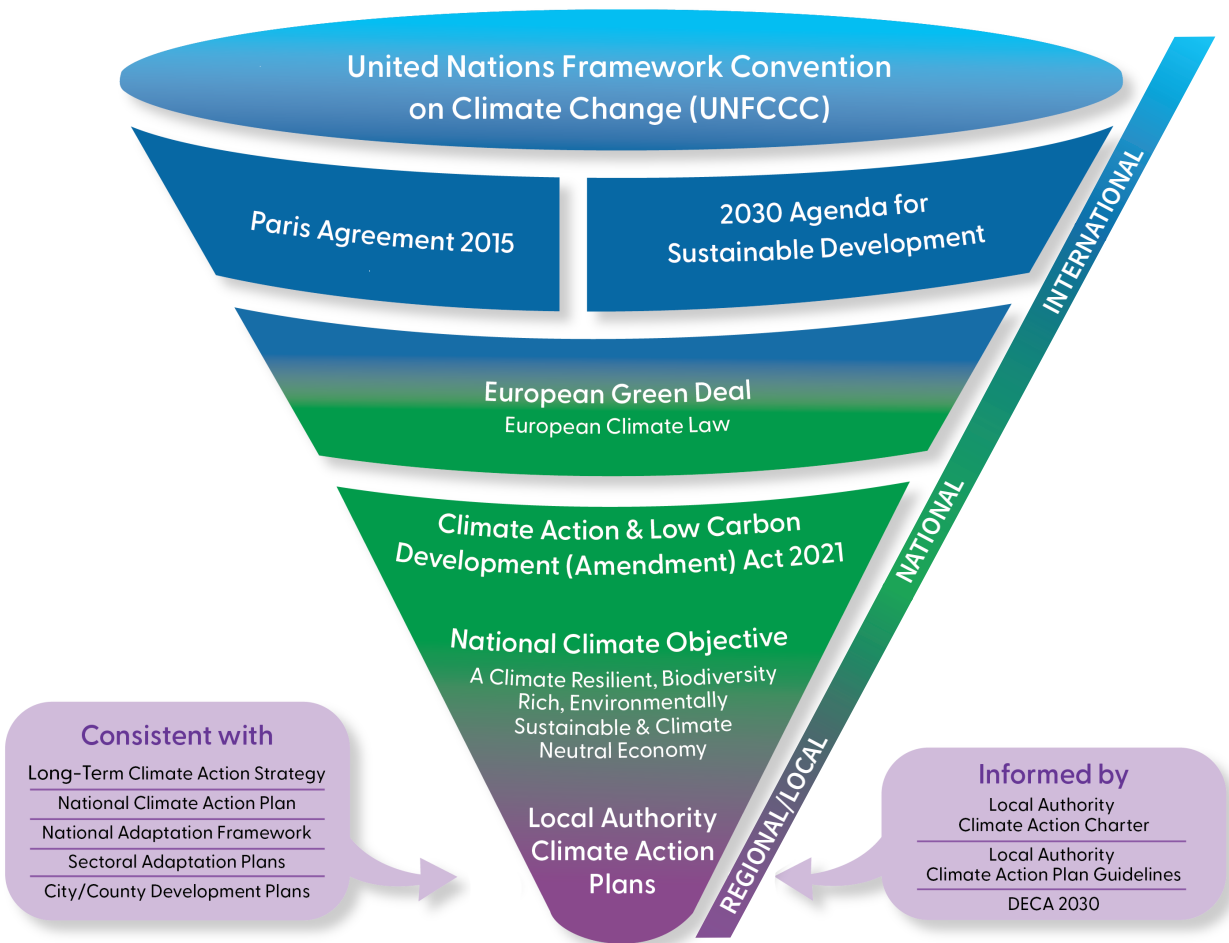 United Nations Framework Convention
on Climate Change (UNFCCC)
Paris Agreement 2015
2030 Agenda for
Sustainable Development
INTERNATIONAL
European Green Deal
European Climate Law
Climate Action & Low Carbon
Development (Amendment) Act 2021
NATIONAL
National Climate Objective
A Climate Resilient, Biodiversity
Rich, Environmentally
Sustainable & Climate
Neutral Economy
Local Authority
Climate Action
Plans
REGIONAL/LOCAL
Consistent with
Long-Term Climate Action Strategy
National Climate Action Plan
National Adaptation Framework
Sectoral Adaptation Plans
City/County Development Plans
Informed by
Local Authority
Climate Action Charter
Local Authority
Climate Action Plan Guidelines
DECA 2030